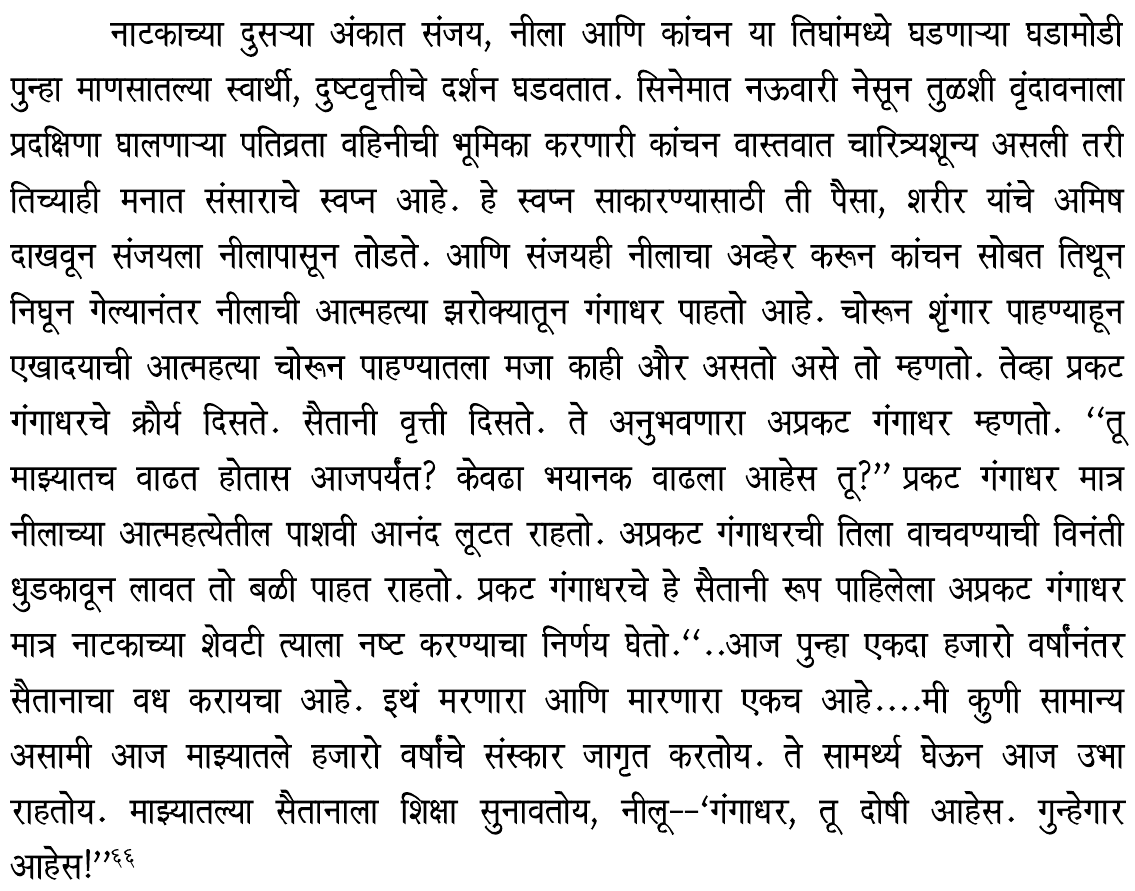 नाटकाच्या दुसऱ्या अंकात संजय, नीला आणि कांचन या तिघांमध्ये घडणाऱ्या घडामोडी
पुन्हा माणसातल्या स्वार्थी, दुष्टवृत्तीचे दर्शन घडवतात. सिनेमात नऊवारी नेसून तुळशी वृंदावनाला
प्रदक्षिणा घालणाऱ्या पतिव्रता वहिनीची भूमिका करणारी कांचन वास्तवात चारित्र्यशून्य असली तरी
तिच्याही मनात संसाराचे स्वप्न आहे. हे स्वप्न साकारण्यासाठी ती पैसा, शरीर यांचे अमिष
दाखवून संजयला नीलापासून तोडते. आणि संजयही नीलाचा अव्हेर करून कांचन सोबत तिथून
निघून गेल्यानंतर नीलाची आत्महत्या झरोक्यातून गंगाधर पाहतो आहे. चोरून शृंगार पाहण्याहून
एखादयाची आत्महत्या चोरून पाहण्यातला मजा काही और असतो असे तो म्हणतो. तेव्हा प्रकट
गंगाधरचे क्रौर्य दिसते. सैतानी वृत्ती दिसते. ते अनुभवणारा अप्रकट गंगाधर म्हणतो. ‘‘तू
माझ्यातच वाढत होतास आजपर्यंत? केवढा भयानक वाढला आहेस तू?’’ प्रकट गंगाधर मात्र
नीलाच्या आत्महत्येतील पाशवी आनंद लूटत राहतो. अप्रकट गंगाधरची तिला वाचवण्याची विनंती
धुडकावून लावत तो बळी पाहत राहतो. प्रकट गंगाधरचे हे सैतानी रूप पाहिलेला अप्रकट गंगाधर
मात्र नाटकाच्या शेवटी त्याला नष्ट करण्याचा निर्णय घेतो.‘‘..आज पुन्हा एकदा हजारो वर्षांनंतर
सैतानाचा वध करायचा आहे. इथं मरणारा आणि मारणारा एकच आहे....मी कुणी सामान्य
असामी आज माझ्यातले हजारो वर्षांचे संस्कार जागृत करतोय. ते सामर्थ्य घेऊन आज उभा
राहतोय. माझ्यातल्या सैतानाला शिक्षा सुनावतोय, नीलू--‘गंगाधर, तू दोषी आहेस. गुन्हेगार
आहेस!’’६६